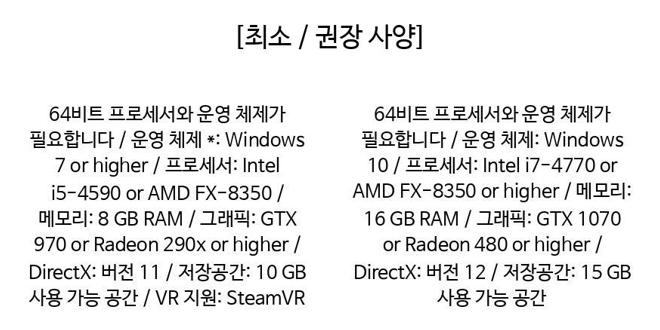 [최소 / 권장 사양]
64비트 프로세서와 운영 체제가
필요합니다 / 운영 체제 *: Windows
7 or higher / 프로세서: Intel
i5-4590 or AMD FX-8350 /
메모리: 8 GB RAM / 그래픽: GTX
970 or Radeon 290x or higher /
DirectX: 버전 11 / 저장공간: 10 GB
사용 가능 공간 / VR 지원: SteamVR
64비트 프로세서와 운영 체제가
필요합니다 / 운영 체제: Windows
10 / 프로세서: Intel i7-4770 or
AMD FX-8350 or higher / 메모리:
16 GB RAM / 그래픽: GTX 1070
or Radeon 480 or higher /
DirectX: 버전 12 / 저장공간: 15 GB
사용 가능 공간